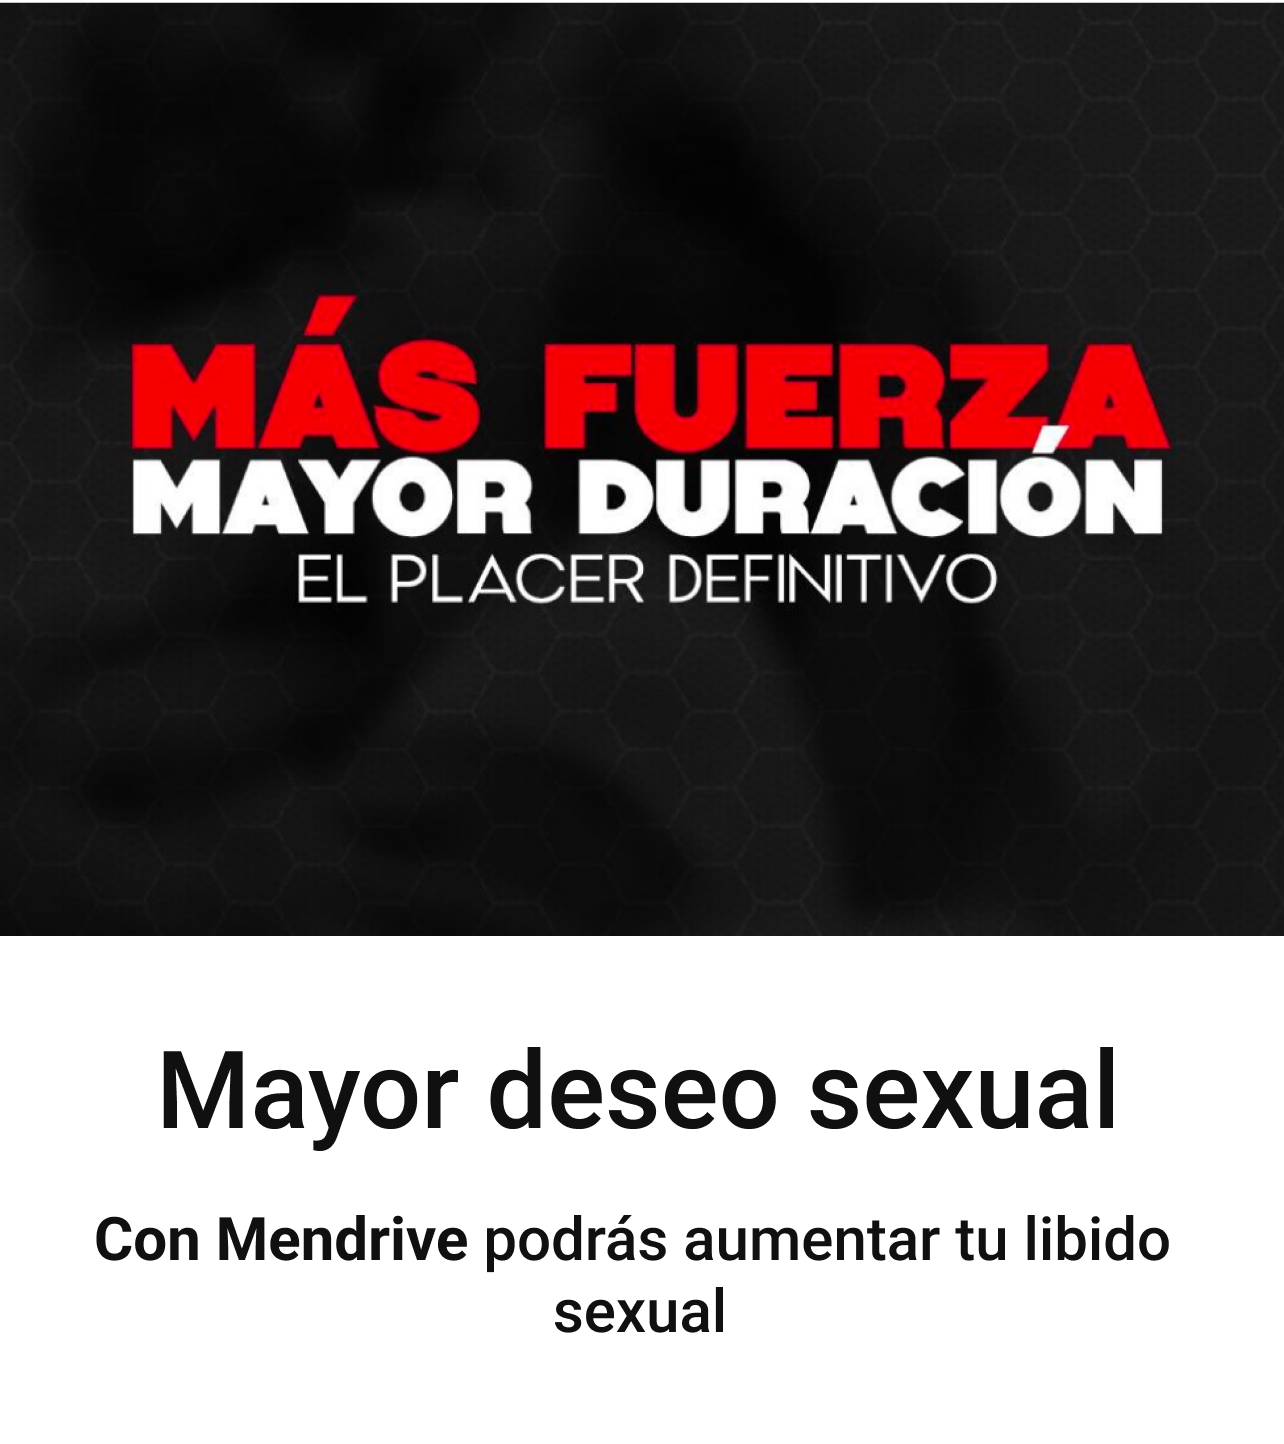 MÁS FUERZA
MAYOR DURACIÓN
EL PLACER DEFINITIVO
Mayor deseo sexual
Con Mendrive podrás aumentar tu libido
sexual